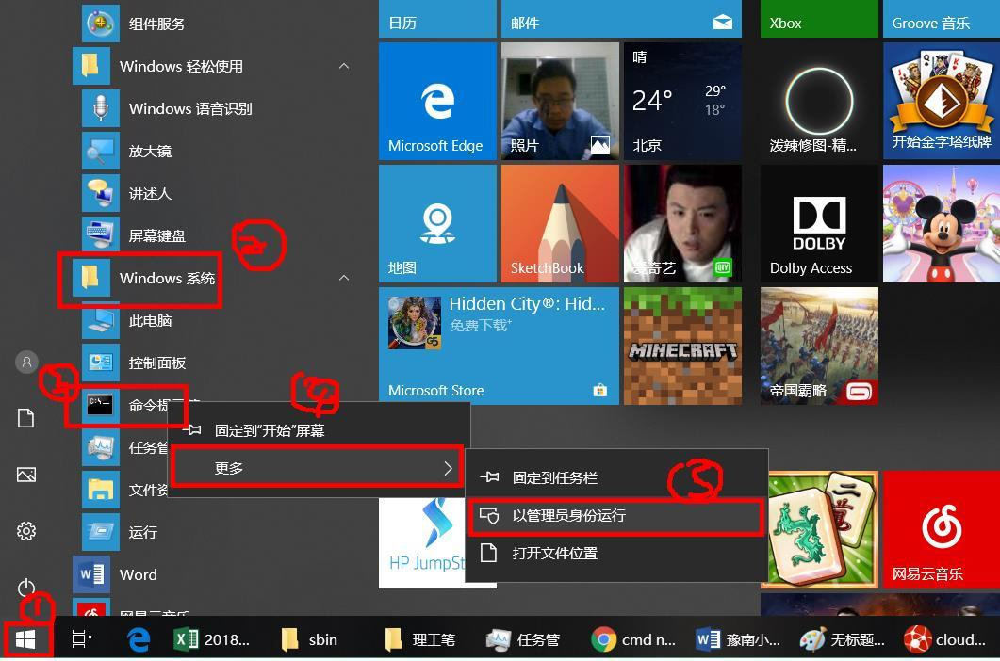 组件服务
Windows 轻松使用
Windows 语音识别
放大镜
讲述人
屏幕键盘
2
Windows 系统
此电脑
控制面板
3
命令提
4
任务管
文件资
运行
Word
网易云音乐
1
固定到“开始”屏幕
更多
固定到任务栏
5
以管理员身份运行
打开文件位置
日历
邮件
Microsoft Edge
照片
晴
24°
29°
18°
北京
地图
SketchBook
爱奇艺
Hidden City®: Hid...
免费下载+
G5
Microsoft Store
MINECRAFT
HP JumpSt
Xbox
Groove 音乐
泼辣修图-精...
开始金字塔纸牌
DOLBY
Dolby Access
帝国霸略
网易云音乐
2018...
sbin
理工笔
任务管
cmd n...
豫南小...
无标题...
cloud...